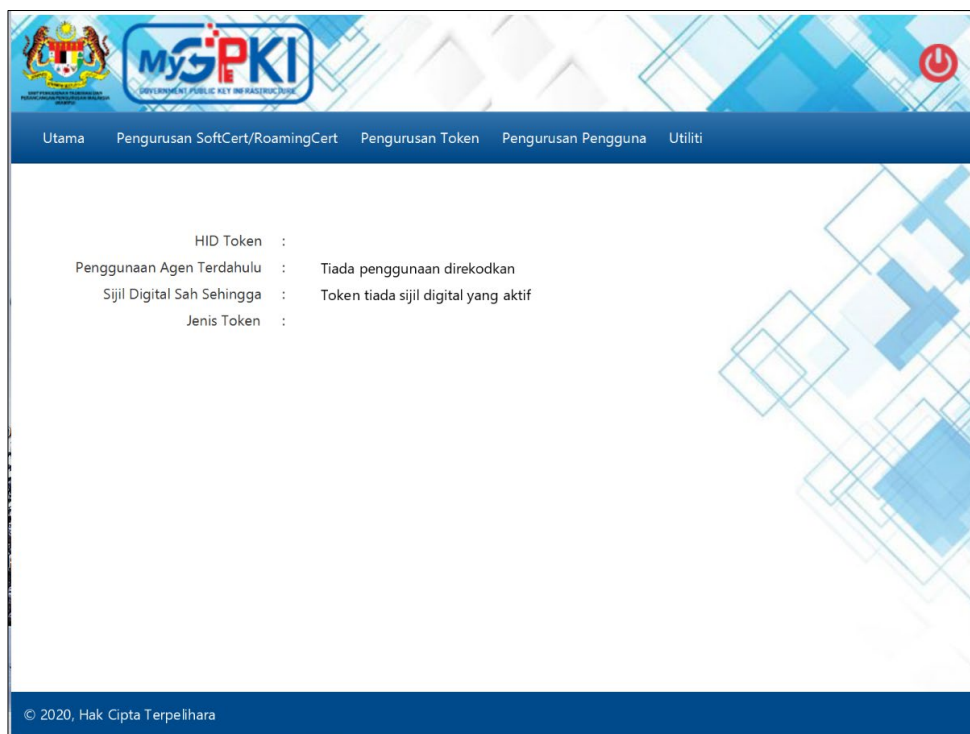 MyGPKI
GOVERNMENT PUBLIC KEY INFRASTRUCTURE
Utama Pengurusan SoftCert/RoamingCert Pengurusan Token Pengurusan Pengguna Utiliti
HID Token :
Penggunaan Agen Terdahulu : Tiada penggunaan direkodkan
Sijil Digital Sah Sehingga : Token tiada sijil digital yang aktif
Jenis Token :
© 2020, Hak Cipta Terpelihara